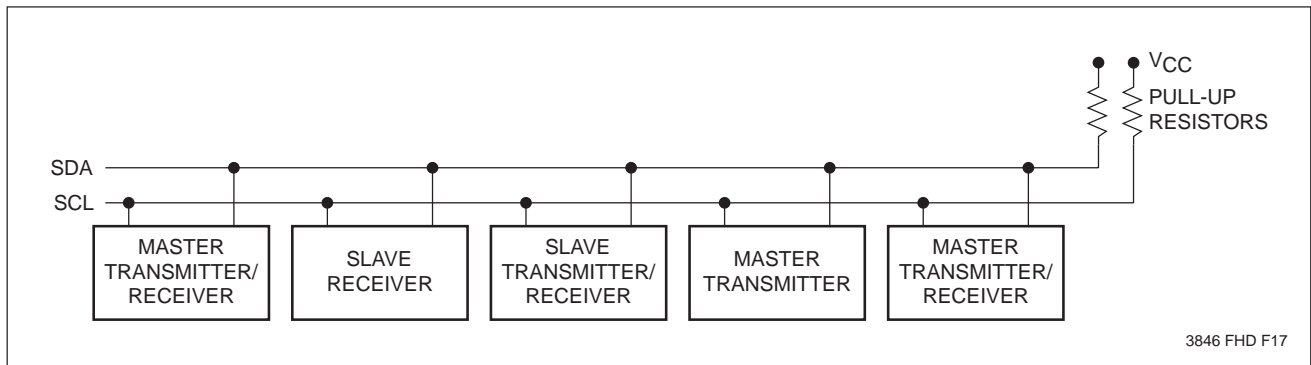 VCC
PULL-UP
RESISTORS
SDA
SCL
MASTER
TRANSMITTER/
RECEIVER
SLAVE
RECEIVER
SLAVE
TRANSMITTER/
RECEIVER
MASTER
TRANSMITTER
MASTER
TRANSMITTER/
RECEIVER
3846 FHD F17